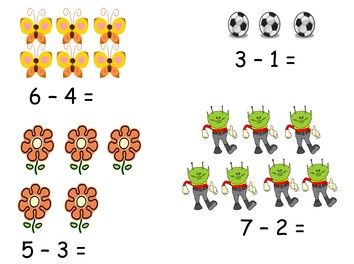 6 – 4 =
3 – 1 =
5 – 3 =
7 – 2 =